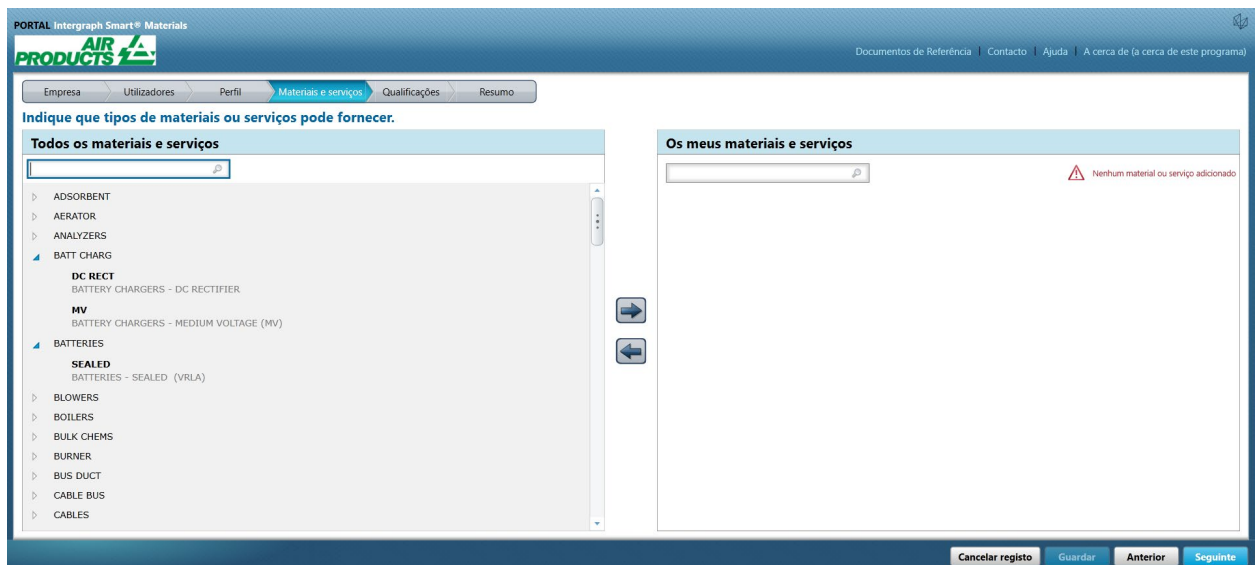 PORTAL Intergraph Smart® Materials
AIR
PRODUCTS
Documentos de Referência | Contacto | Ajuda | A cerca de (a cerca de este programa)
Empresa Utilizadores Perfil Materiais e serviços Qualificações Resumo
Indique que tipos de materiais ou serviços pode fornecer.
Todos os materiais e serviços
ADSORBENT
AERATOR
ANALYZERS
BATT CHARG
DC RECT
BATTERY CHARGERS - DC RECTIFIER
MV
BATTERY CHARGERS - MEDIUM VOLTAGE (MV)
BATTERIES
SEALED
BATTERIES - SEALED (VRLA)
BLOWERS
BOILERS
BULK CHEMS
BURNER
BUS DUCT
CABLE BUS
CABLES
Os meus materiais e serviços
Nenhum material ou serviço adicionado
Cancelar registo Guardar Anterior Seguinte